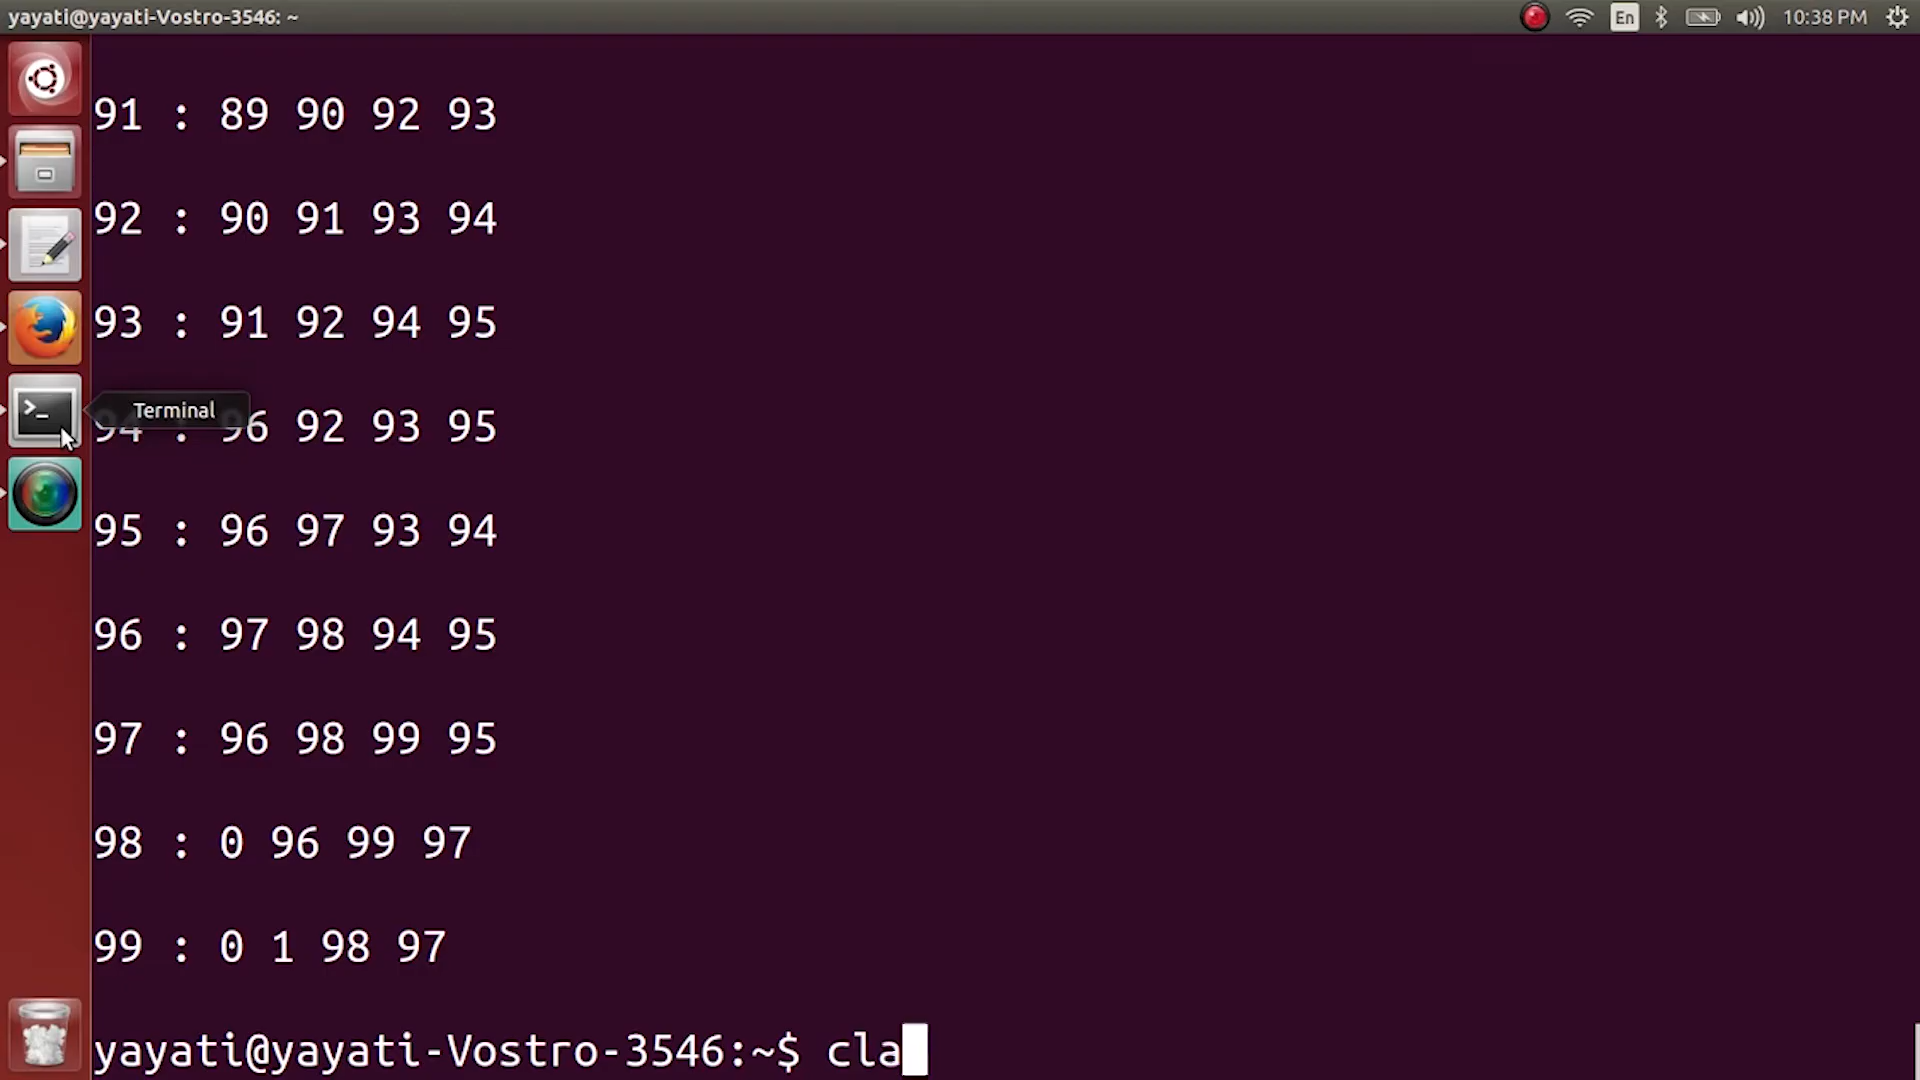 yayati@yayati-Vostro-3546: ~
En
10:38 PM
91 : 89 90 92 93
92 : 90 91 93 94
93 : 91 92 94 95
Terminal
94 : 96 92 93 95
95 : 96 97 93 94
96 : 97 98 94 95
97 : 96 98 99 95
98 : 0 96 99 97
99 : 0 1 98 97
yayati@yayati-Vostro-3546:~$ cla